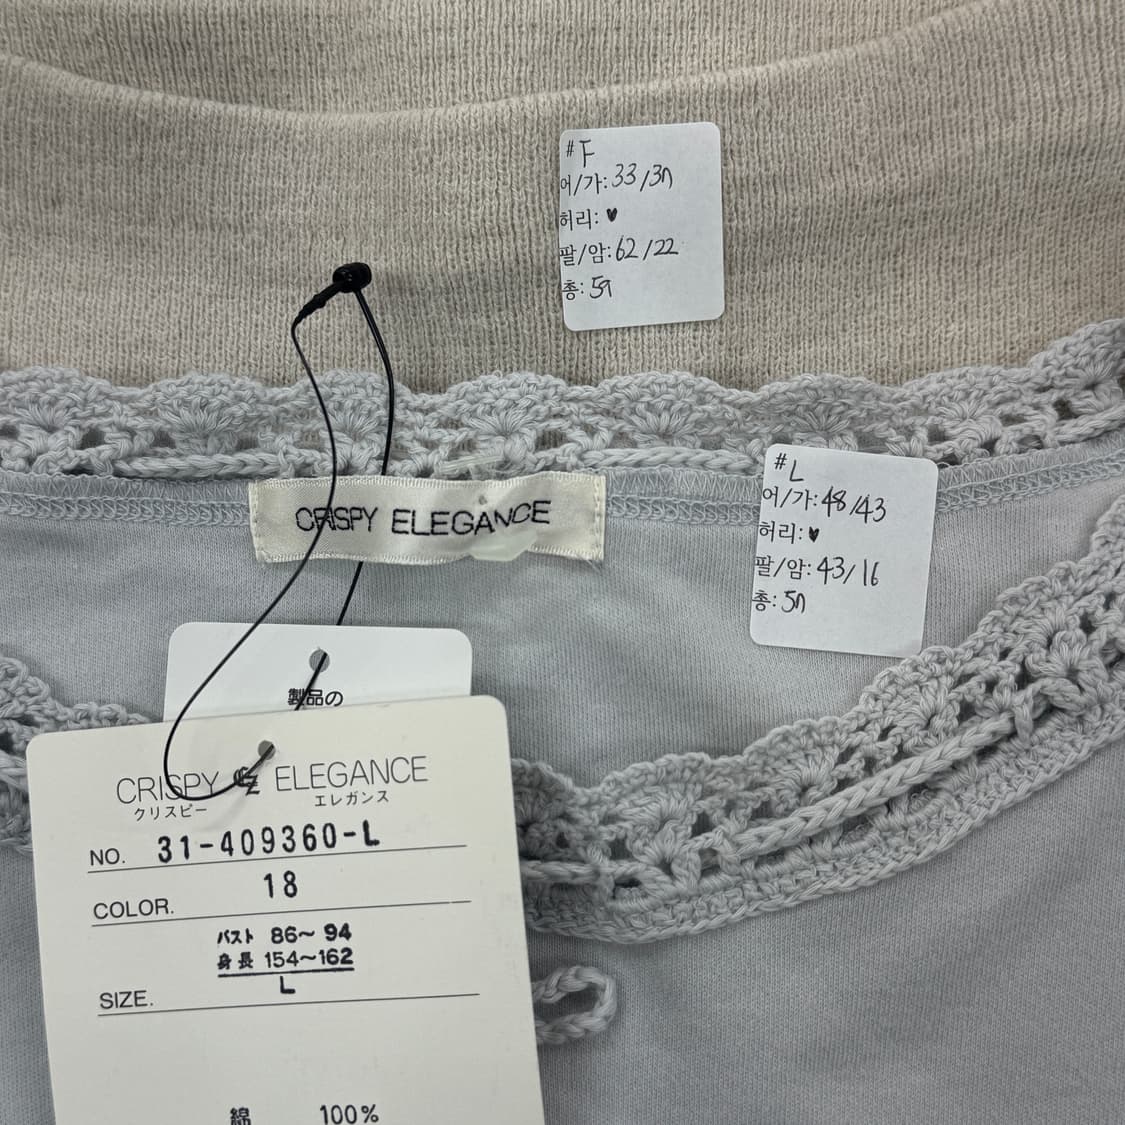 #F
어/가: 33/37
허리: ♥
팔/암: 62/22
총: 59
CRISPY ELEGANCE
#L
어/가: 48/43
허리: ♥
팔/암: 43/16
총: 57
製品の
CRISPY ELEGANCE
クリスピー エレガンス
NO. 31-409360-L
COLOR. 18
バスト 86～94
身長 154～162
SIZE. L
綿 100%